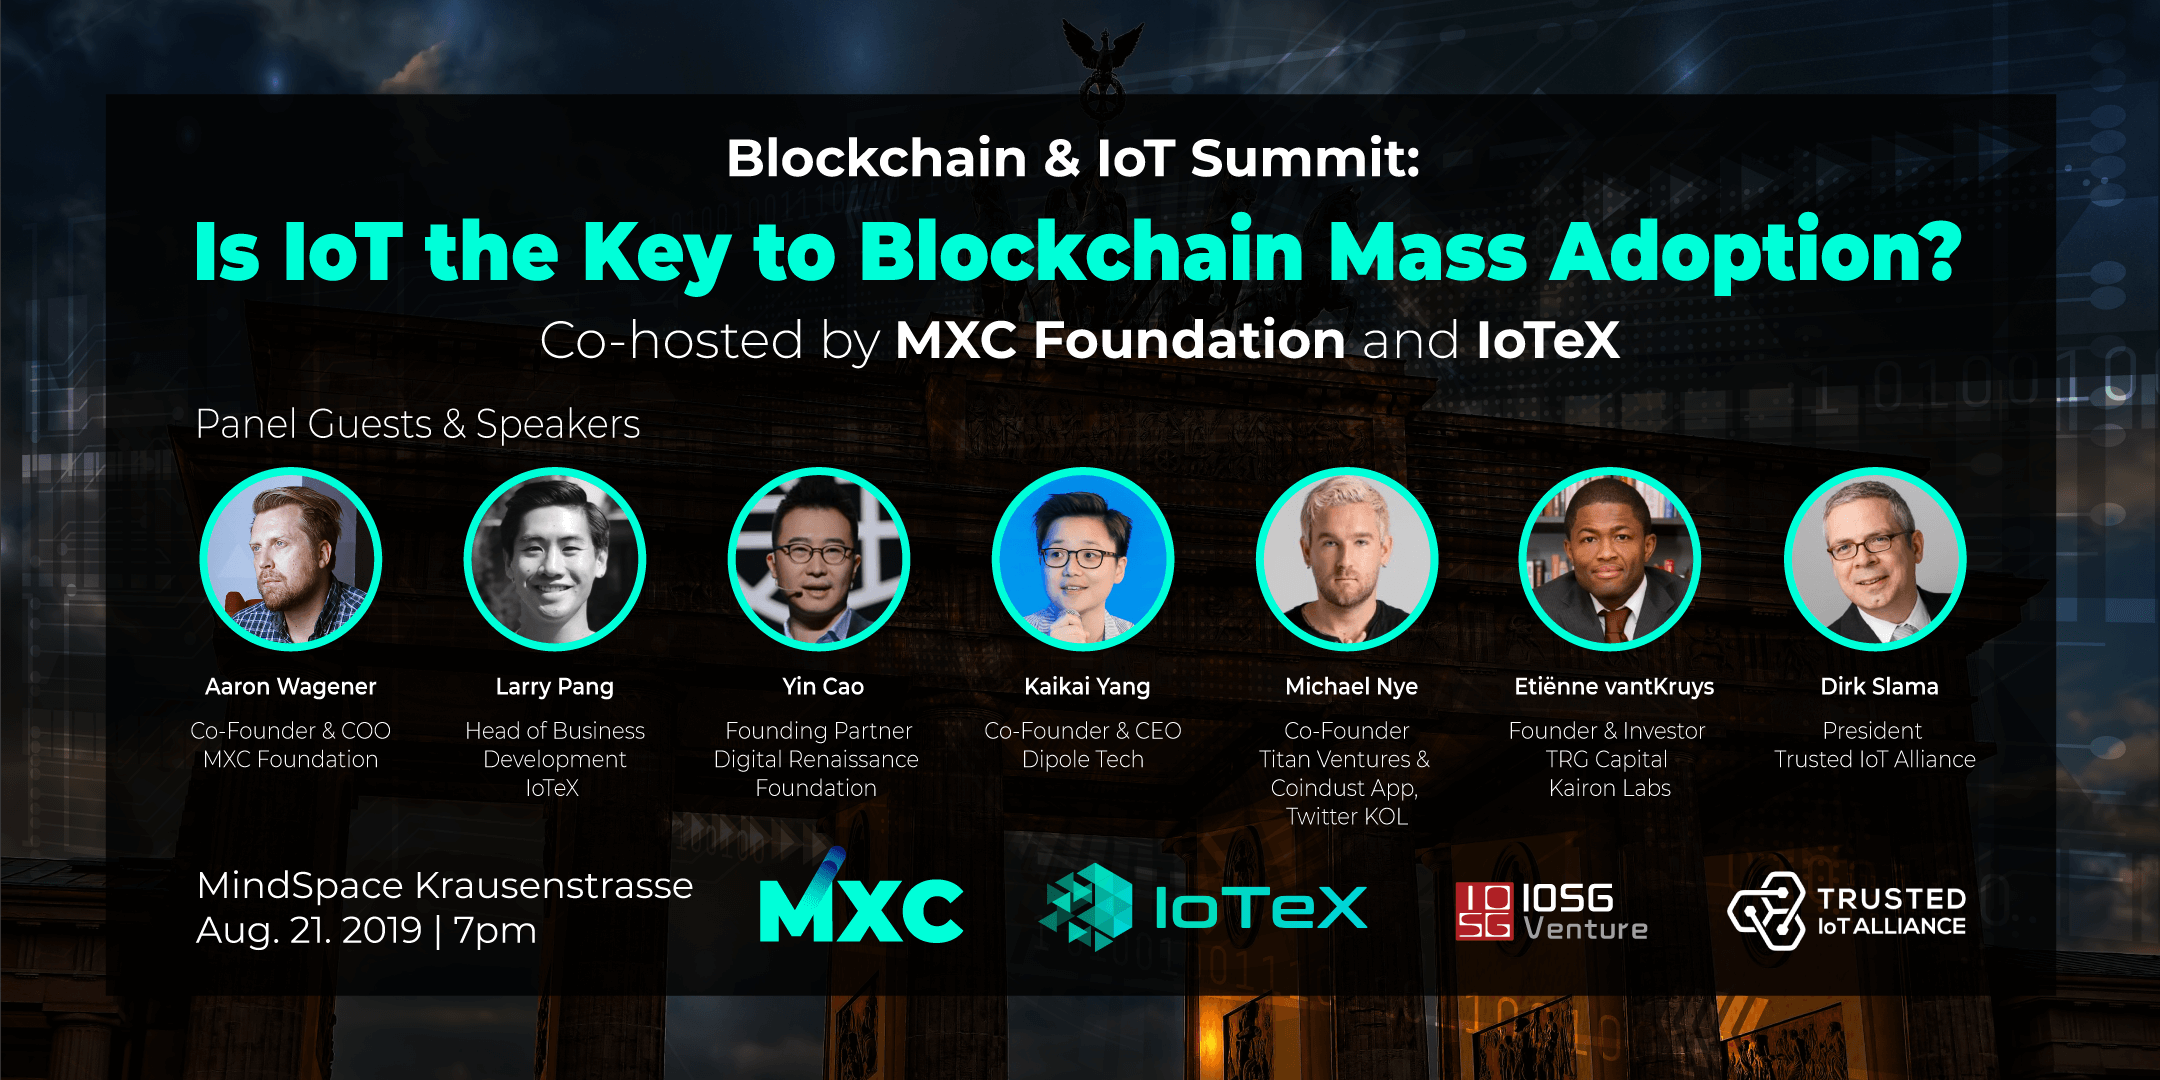 Blockchain & IoT Summit:
Is IoT the Key to Blockchain Mass Adoption?
Co-hosted by MXC Foundation and IoTeX
Panel Guests & Speakers
Aaron Wagener
Co-Founder & COO
MXC Foundation
Larry Pang
Head of Business
Development
IoTeX
Yin Cao
Founding Partner
Digital Renaissance
Foundation
Kaikai Yang
Co-Founder & CEO
Dipole Tech
Michael Nye
Co-Founder
Titan Ventures &
Coindust App,
Twitter KOL
Etiënne vantKruys
Founder & Investor
TRG Capital
Kairon Labs
Dirk Slama
President
Trusted IoT Alliance
MindSpace Krausenstrasse
Aug. 21. 2019 | 7pm
MXC
IoTeX
IO
SG
IOSG
Venture
TRUSTED
IoT ALLIANCE